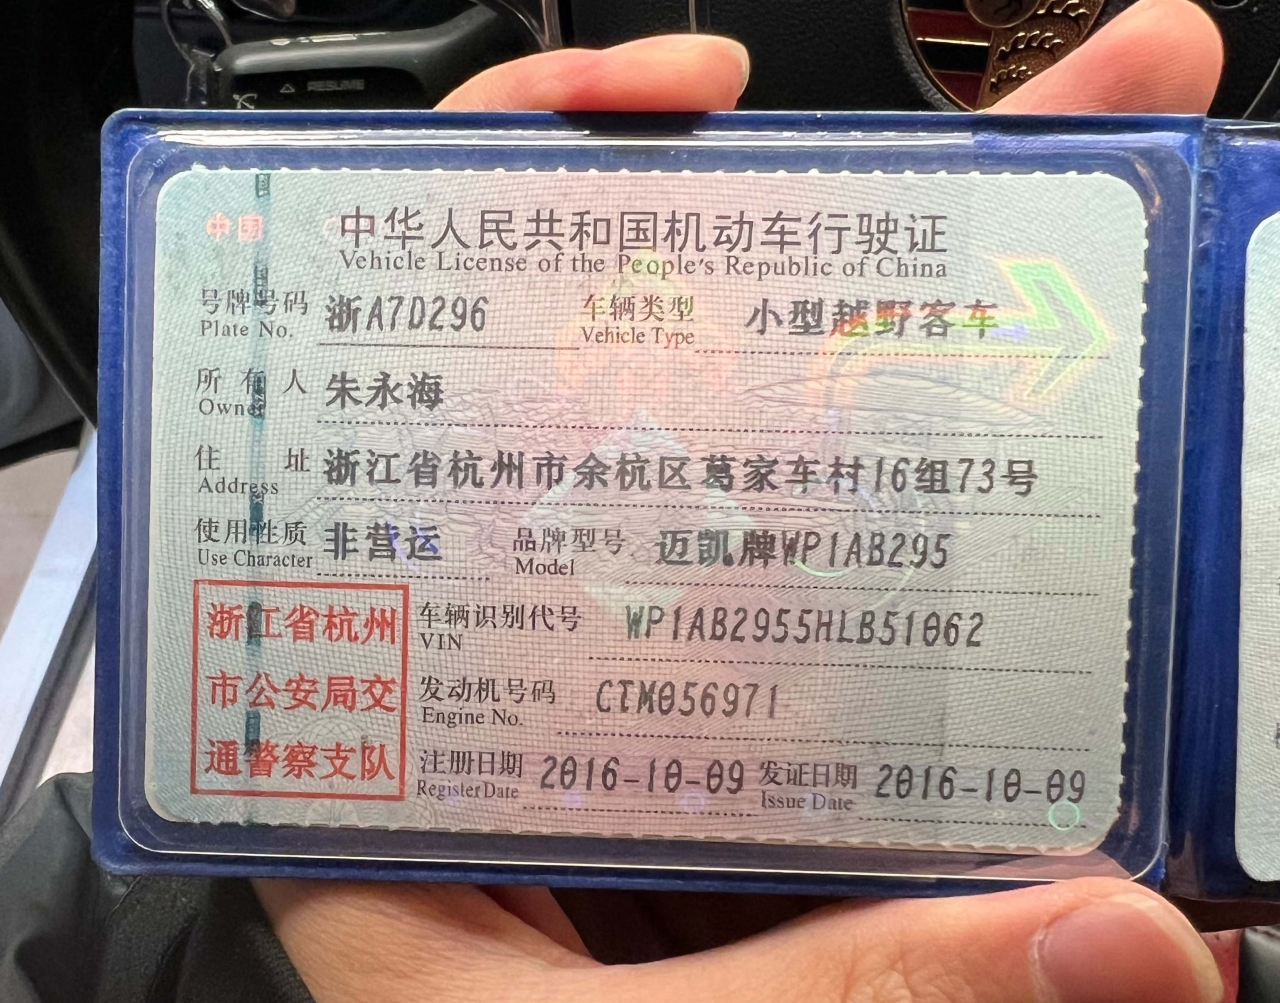 RESUME
中国
中华人民共和国机动车行驶证
Vehicle License of the People's Republic of China
号牌号码 浙A7D296 车辆类型 小型越野客车
Plate No. Vehicle Type
所有人 朱永海
Owner
住址 浙江省杭州市余杭区葛家车村16组73号
Address
使用性质 非营运 品牌型号 迈凯牌WP1AB295
Use Character Model
浙江省杭州
市公安局交
通警察支队
车辆识别代号 WP1AB2955HLB51062
VIN
发动机号码 CTM056971
Engine No.
注册日期 2016-10-09 发证日期 2016-10-09
Register Date Issue Date